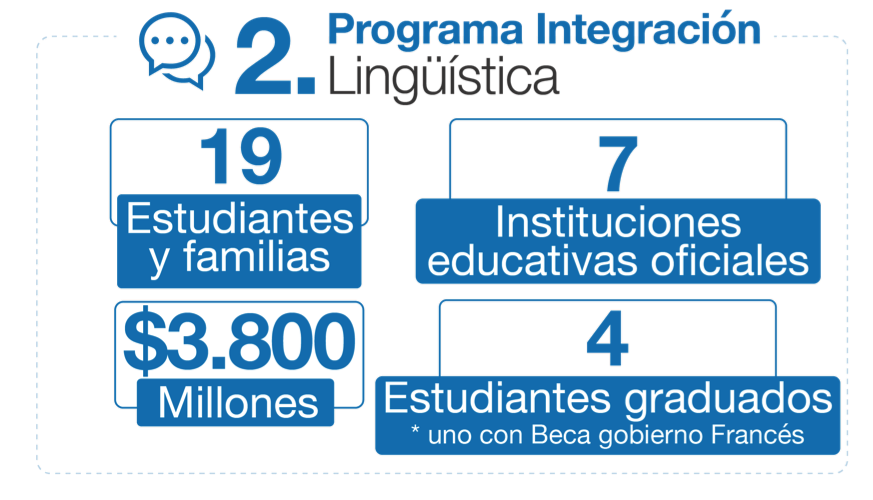 2. Programa Integración
Lingüística
19
Estudiantes
y familias
7
Instituciones
educativas oficiales
$3.800
Millones
4
Estudiantes graduados
* uno con Beca gobierno Francés